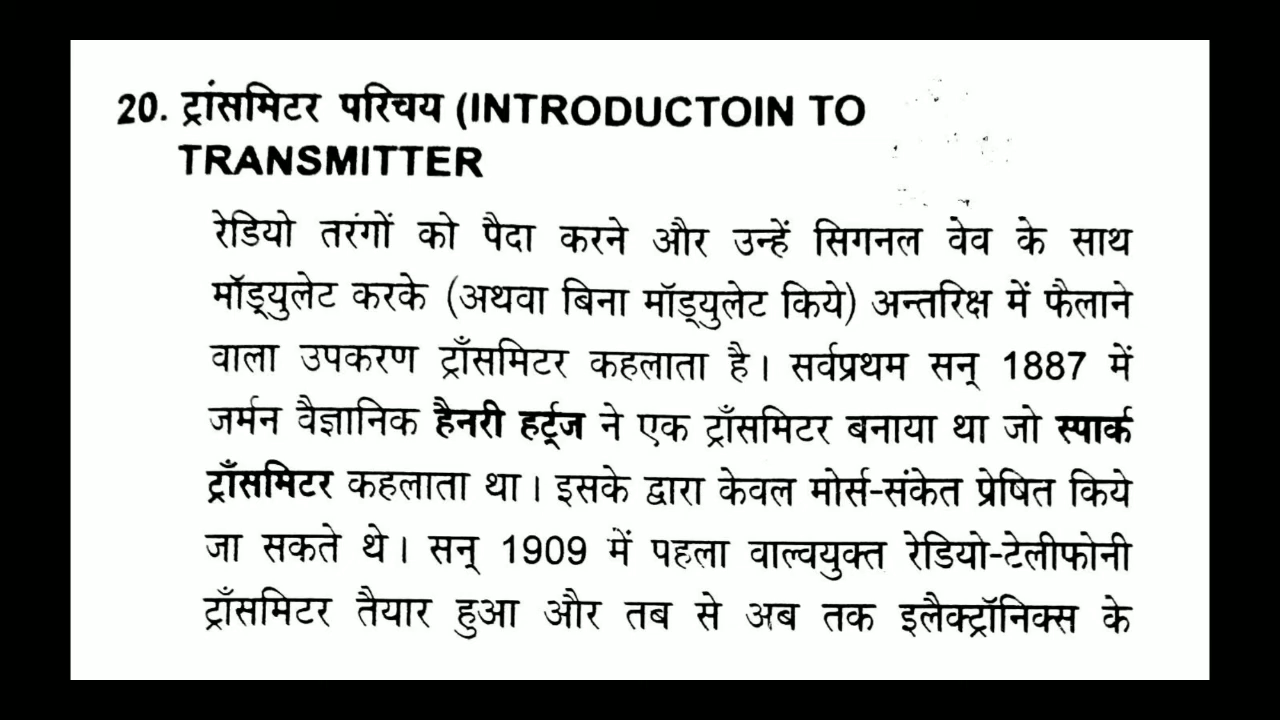 20. ट्रांसमिटर परिचय (INTRODUCTOIN TO
TRANSMITTER
रेडियो तरंगों को पैदा करने और उन्हें सिगनल वेव के साथ
मॉड्युलेट करके (अथवा बिना मॉड्युलेट किये) अन्तरिक्ष में फैलाने
वाला उपकरण ट्राँसमिटर कहलाता है। सर्वप्रथम सन् 1887 में
जर्मन वैज्ञानिक हैनरी हर्ट्ज ने एक ट्राँसमिटर बनाया था जो स्पार्क
ट्राँसमिटर कहलाता था। इसके द्वारा केवल मोर्स-संकेत प्रेषित किये
जा सकते थे। सन् 1909 में पहला वाल्वयुक्त रेडियो-टेलीफोनी
ट्राँसमिटर तैयार हुआ और तब से अब तक इलैक्ट्रॉनिक्स के